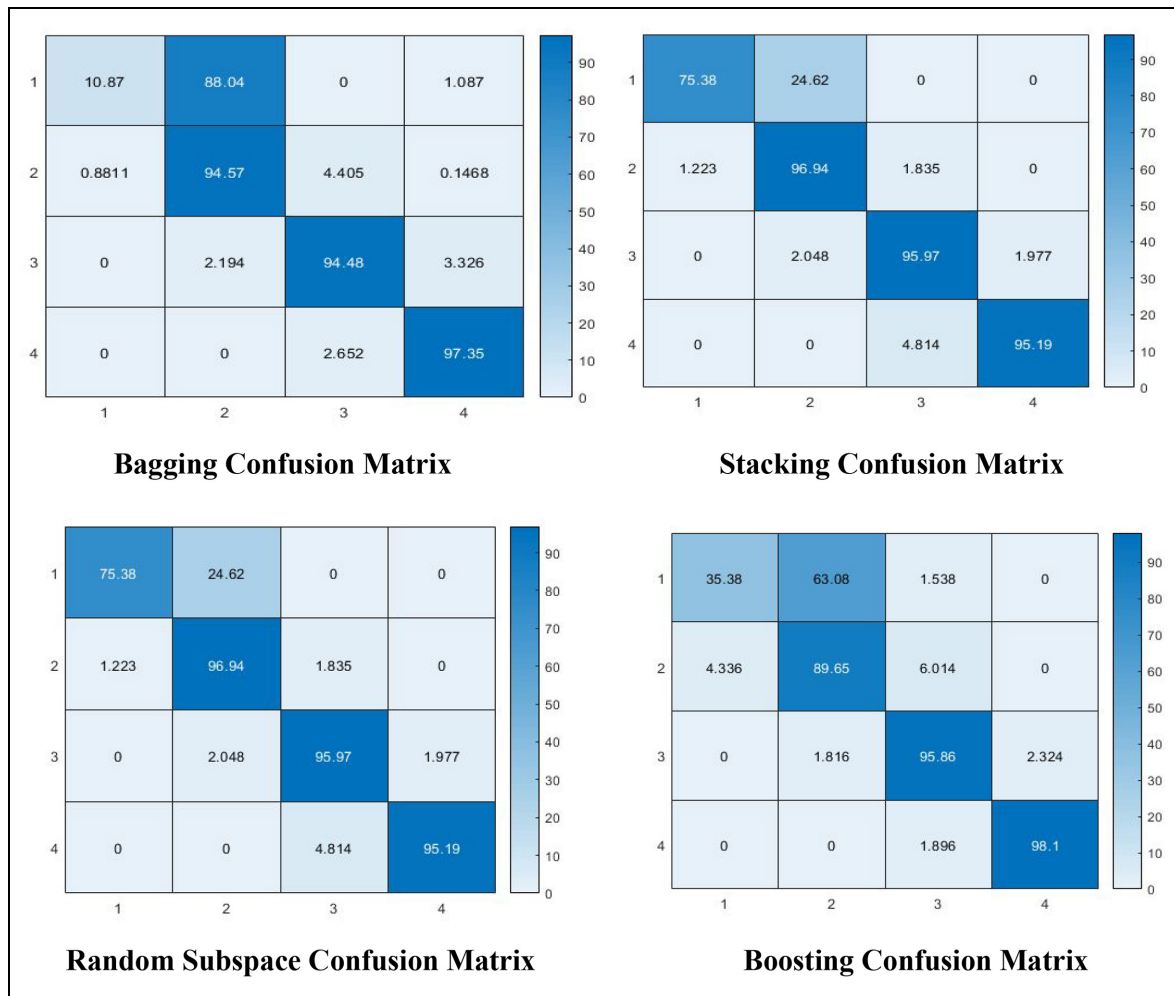 1 10.87 88.04 0 1.087
2 0.8811 94.57 4.405 0.1468
3 0 2.194 94.48 3.326
4 0 0 2.652 97.35
1 2 3 4
90
80
70
60
50
40
30
20
10
0
Bagging Confusion Matrix
1 75.38 24.62 0 0
2 1.223 96.94 1.835 0
3 0 2.048 95.97 1.977
4 0 0 4.814 95.19
1 2 3 4
90
80
70
60
50
40
30
20
10
0
Stacking Confusion Matrix
1 75.38 24.62 0 0
2 1.223 96.94 1.835 0
3 0 2.048 95.97 1.977
4 0 0 4.814 95.19
1 2 3 4
90
80
70
60
50
40
30
20
10
0
Random Subspace Confusion Matrix
1 35.38 63.08 1.538 0
2 4.336 89.65 6.014 0
3 0 1.816 95.86 2.324
4 0 0 1.896 98.1
1 2 3 4
90
80
70
60
50
40
30
20
10
0
Boosting Confusion Matrix